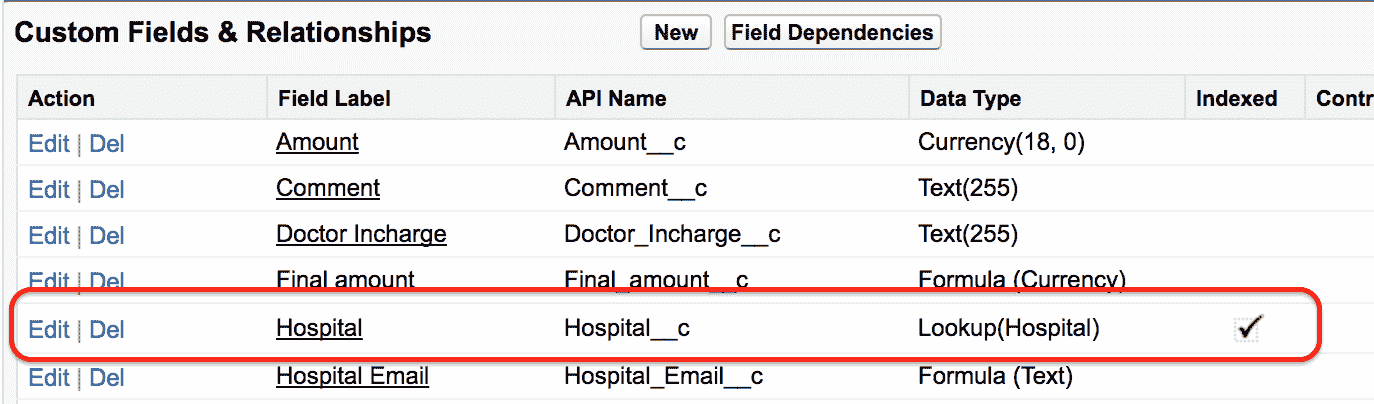 Custom Fields & Relationships New Field Dependencies
Action Field Label API Name Data Type Indexed Contr
Edit | Del Amount Amount__c Currency(18, 0)
Edit | Del Comment Comment__c Text(255)
Edit | Del Doctor Incharge Doctor_Incharge__c Text(255)
Edit | Del Final amount Final_amount__c Formula (Currency)
Edit | Del Hospital Hospital__c Lookup(Hospital)
Edit | Del Hospital Email Hospital_Email__c Formula (Text)